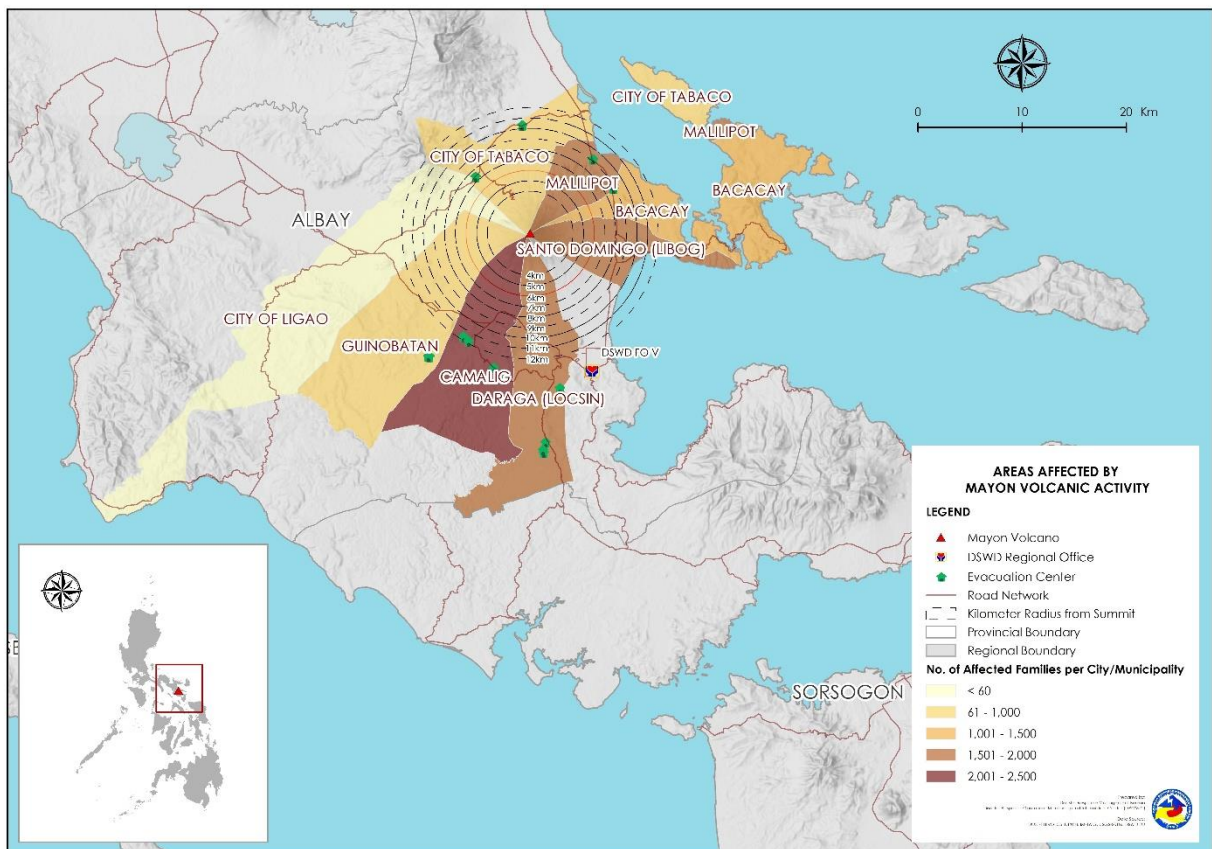 CITY OF TABACO
MALILIPOT
BACACAY
0 10 20 Km
CITY OF TABACO
MALILIPOT
BACACAY
ALBAY
SANTO DOMINGO (LIBOG)
4km
5km
6km
7km
8km
9km
10km
11km
12km
CITY OF LIGAO
GUINOBATAN
CAMALIG
DARAGA (LOCSIN)
DSWD FO V
SORSOGON
AREAS AFFECTED BY
MAYON VOLCANIC ACTIVITY
LEGEND
Mayon Volcano
DSWD Regional Office
Evacuation Center
Road Network
Kilometer Radius from Summit
Provincial Boundary
Regional Boundary
No. of Affected Families per City/Municipality
< 60
61 - 1,000
1,001 - 1,500
1,501 - 2,000
2,001 - 2,500
Prepared by: